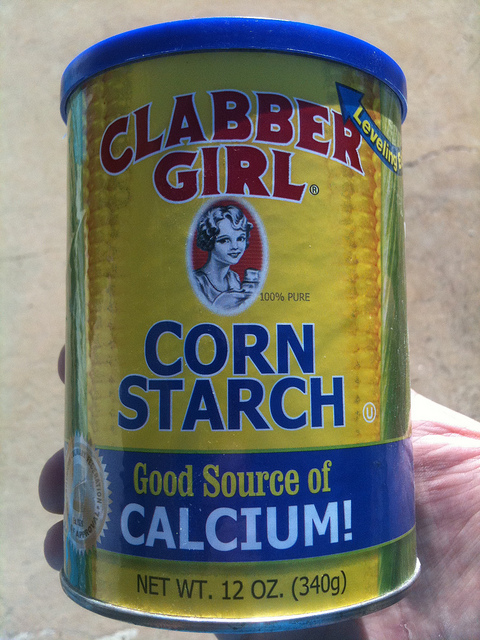 CLABBER
GIRL®
Leveling
100% PURE
CORN
STARCH
U
Good Source of
CALCIUM!
NET WT. 12 OZ. (340g)